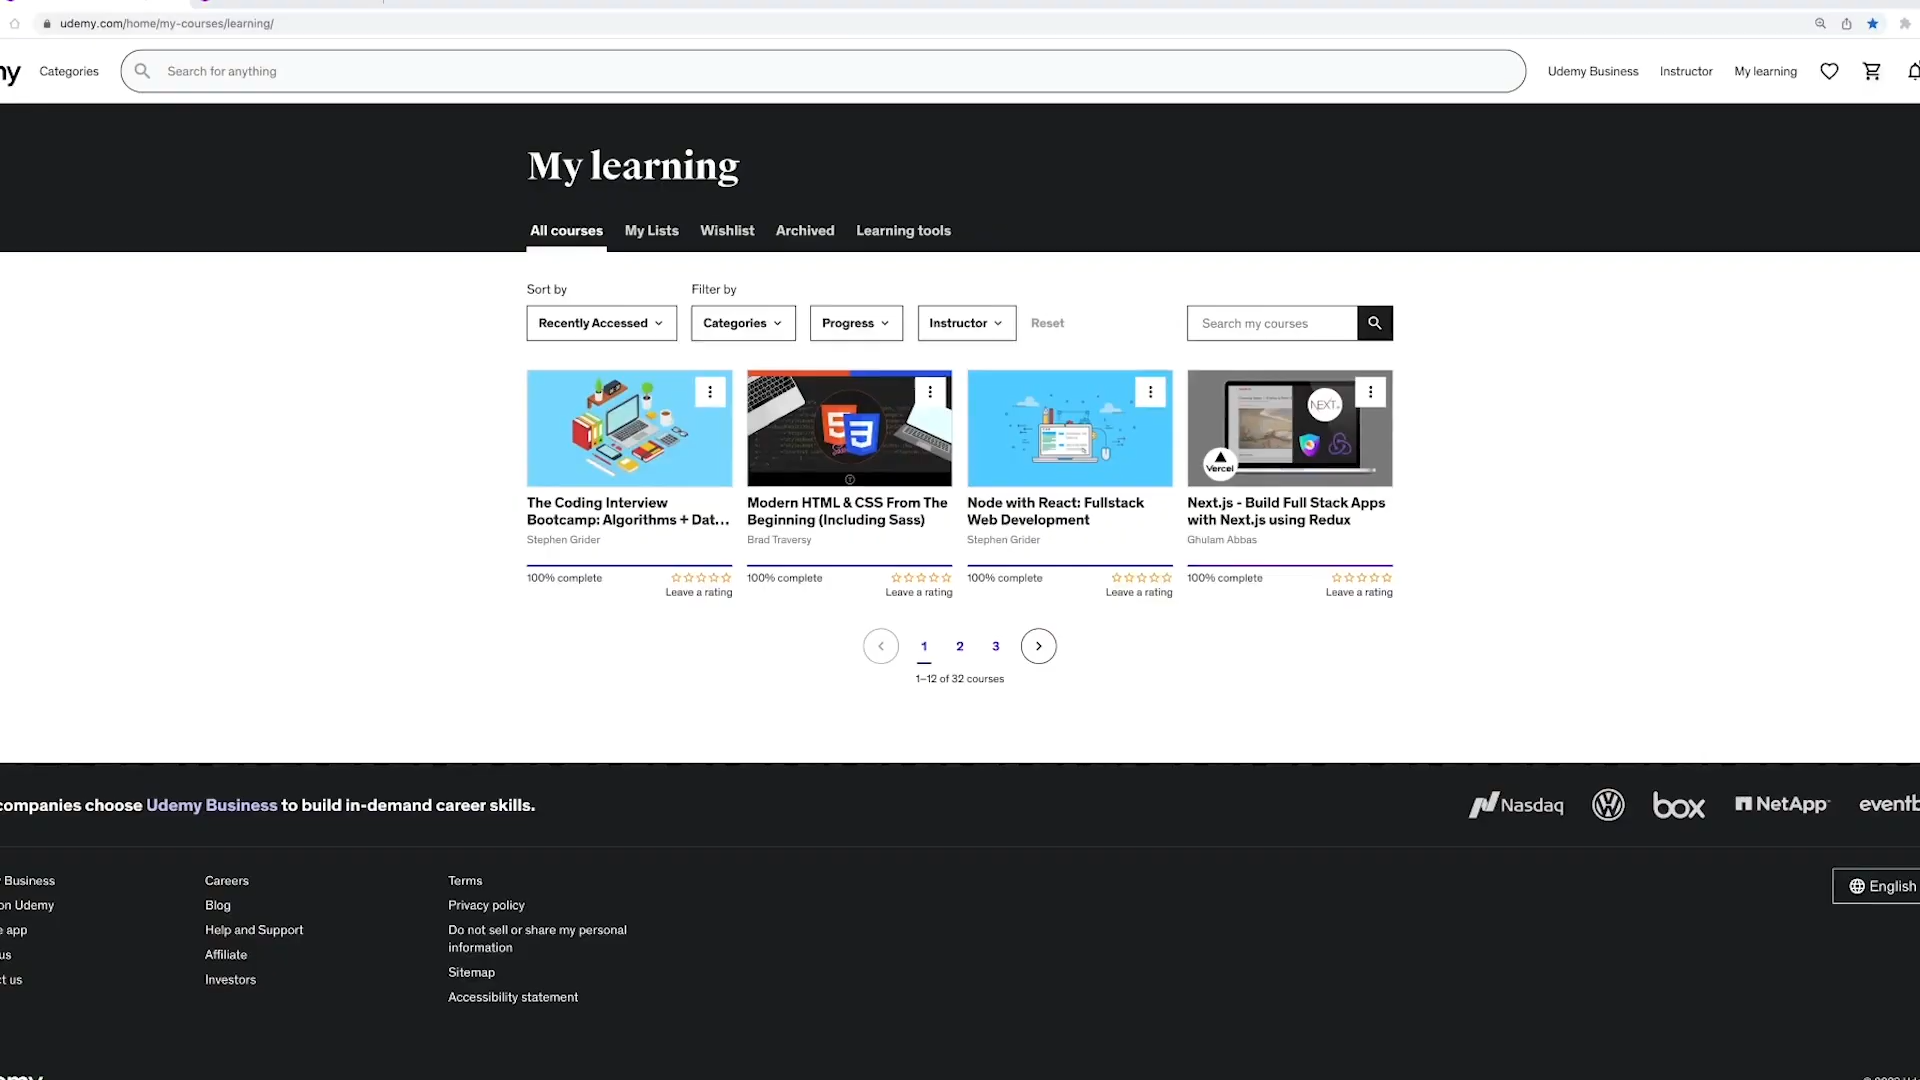 udemy.com/home/my-courses/learning/
my Categories Search for anything Udemy Business Instructor My learning
My learning
All courses My Lists Wishlist Archived Learning tools
Sort by Filter by
Recently Accessed Categories Progress Instructor Reset Search my courses
NEXT
Vercel
The Coding Interview
Bootcamp: Algorithms + Dat...
Stephen Grider
100% complete
Leave a rating
Modern HTML & CSS From The
Beginning (Including Sass)
Brad Traversy
100% complete
Leave a rating
Node with React: Fullstack
Web Development
Stephen Grider
100% complete
Leave a rating
Next.js - Build Full Stack Apps
with Next.js using Redux
Ghulam Abbas
100% complete
Leave a rating
1 2 3
1–12 of 32 courses
companies choose Udemy Business to build in-demand career skills.
Nasdaq box NetApp eventb
Business
on Udemy
app
us
ct us
Careers
Blog
Help and Support
Affiliate
Investors
Terms
Privacy policy
Do not sell or share my personal
information
Sitemap
Accessibility statement
English